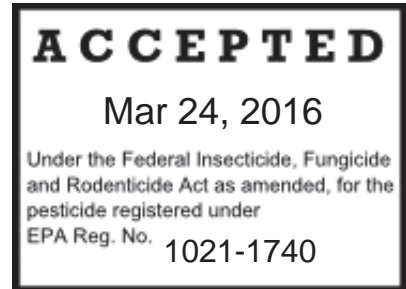 ACCEPTED
Mar 24, 2016
Under the Federal Insecticide, Fungicide
and Rodenticide Act as amended, for the
pesticide registered under
EPA Reg. No. 1021-1740